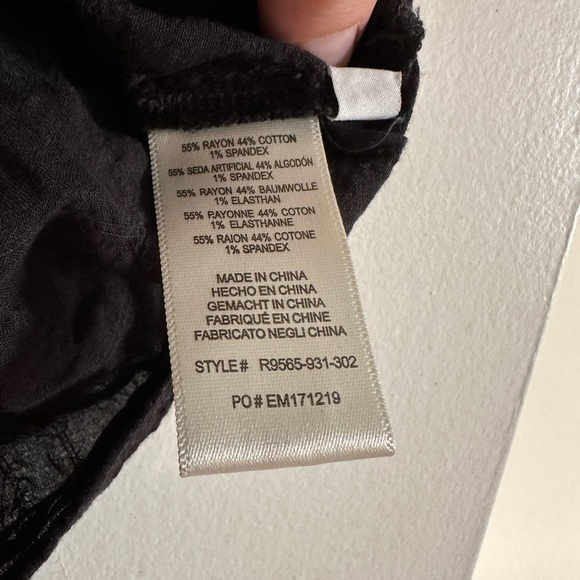 55% RAYON 44% COTTON
1% SPANDEX
55% SEDA ARTIFICIAL 44% ALGODÓN
1% SPANDEX
55% RAYON 44% BAUMWOLLE
1% ELASTHAN
55% RAYONNE 44% COTON
1% ELASTHANNE
55% RAION 44% COTONE
1% SPANDEX
MADE IN CHINA
HECHO EN CHINA
GEMACHT IN CHINA
FABRIQUÉ EN CHINE
FABRICATO NEGLI CHINA
STYLE# R9565-931-302
PO# EM171219